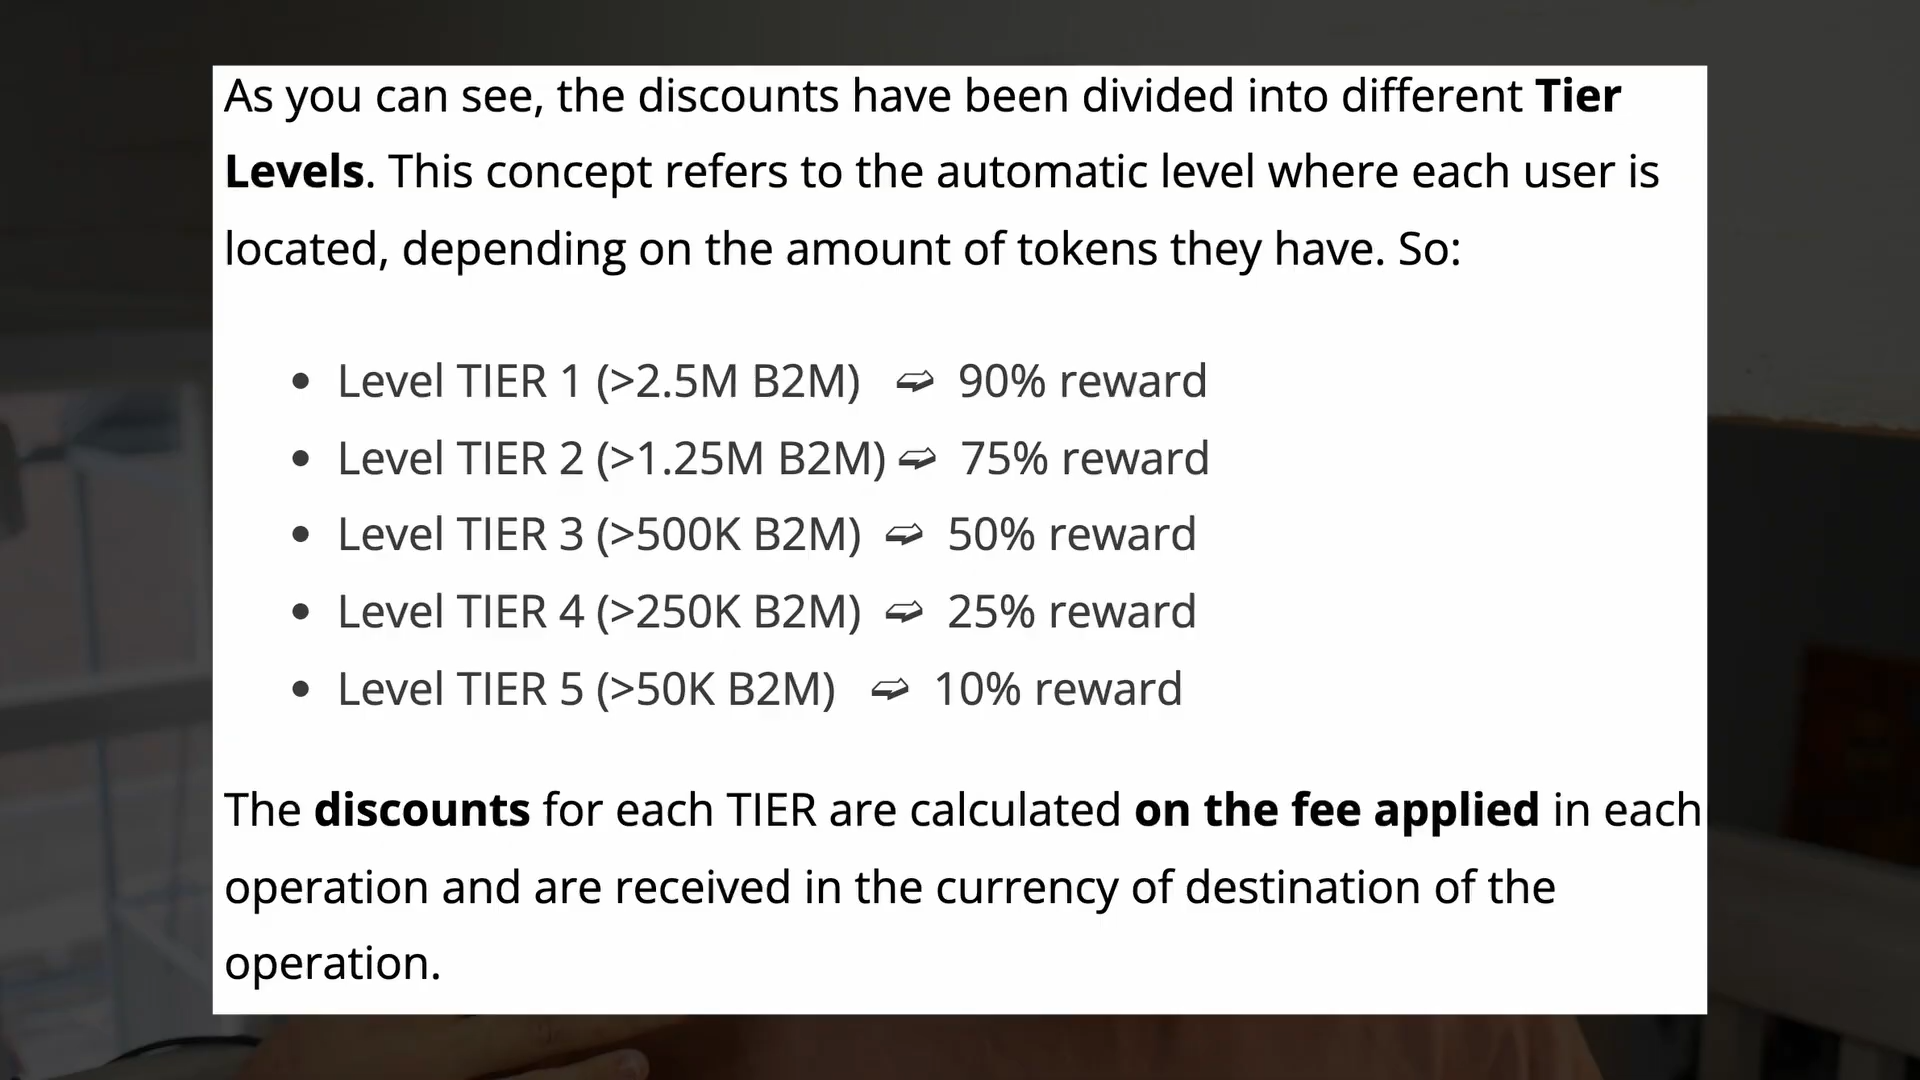 As you can see, the discounts have been divided into different Tier
Levels. This concept refers to the automatic level where each user is
located, depending on the amount of tokens they have. So:
• Level TIER 1 (>2.5M B2M) ➫ 90% reward
• Level TIER 2 (>1.25M B2M) ➫ 75% reward
• Level TIER 3 (>500K B2M) ➫ 50% reward
• Level TIER 4 (>250K B2M) ➫ 25% reward
• Level TIER 5 (>50K B2M) ➫ 10% reward
The discounts for each TIER are calculated on the fee applied in each
operation and are received in the currency of destination of the
operation.